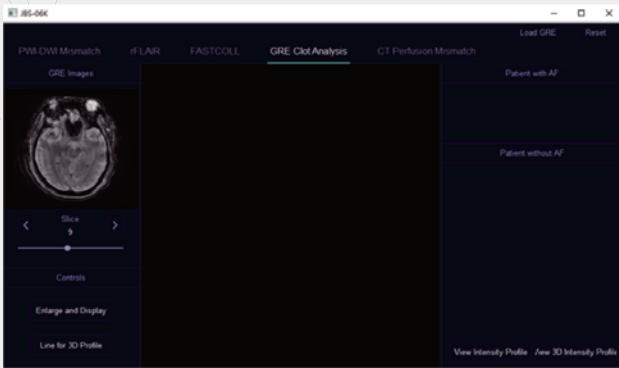 JBS-06K
Load GRE Reset
PWI-DWI Mismatch rFLAIR FASTCOLL GRE Clot Analysis CT Perfusion Mismatch
GRE Images
Slice
9
Controls
Enlarge and Display
Line for 3D Profile
Patient with AF
Patient without AF
View Intensity Profile View 3D Intensity Profile